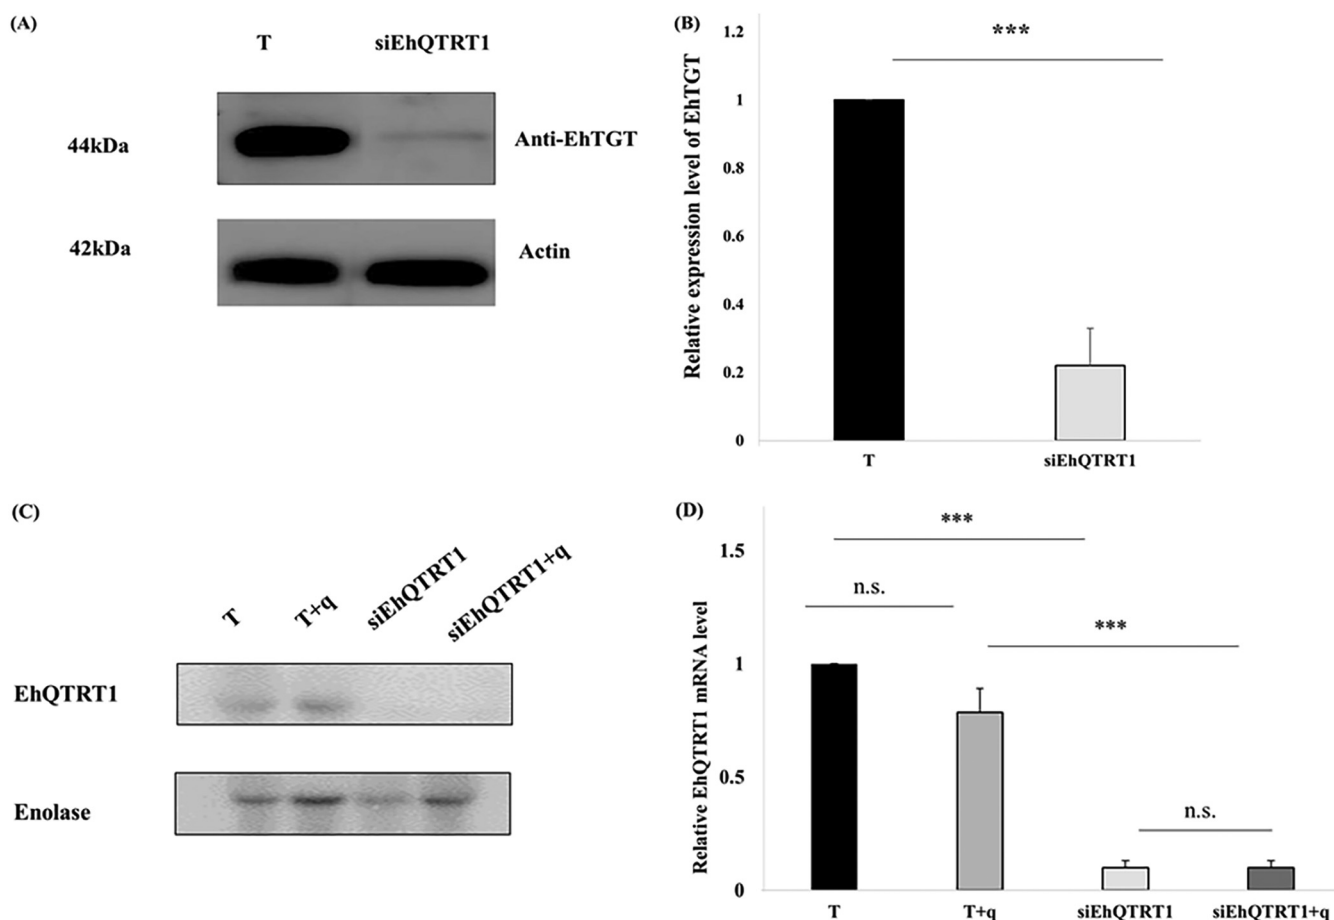 (A)
T siEhQTRT1
44kDa Anti-EhTGT
42kDa Actin
(B)
Relative expression level of EhTGT
1.2
1
0.8
0.6
0.4
0.2
0
***
T siEhQTRT1
(C)
T T+q siEhQTRT1 siEhQTRT1+q
EhQTRT1
Enolase
(D)
Relative EhQTRT1 mRNA level
1.5
1
0.5
0
***
n.s.
***
n.s.
T T+q siEhQTRT1 siEhQTRT1+q